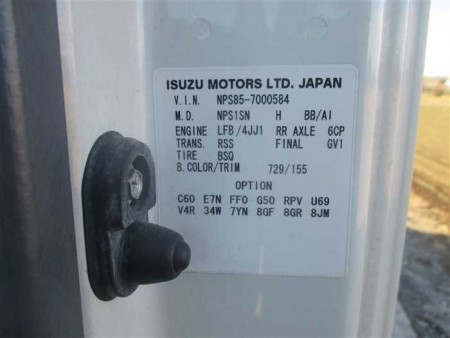 ISUZU MOTORS LTD. JAPAN
V.I.N. NPS85-7000584
M.D. NPS1SN H BB/AI
ENGINE LFB/4JJ1 RR AXLE 6CP
TRANS. RSS FINAL GV1
TIRE BSQ
B.COLOR/TRIM 729/155
OPTION
C60 E7N FF0 G50 RPV U69
V4R 34W 7YN 8GF 8GR 8JM